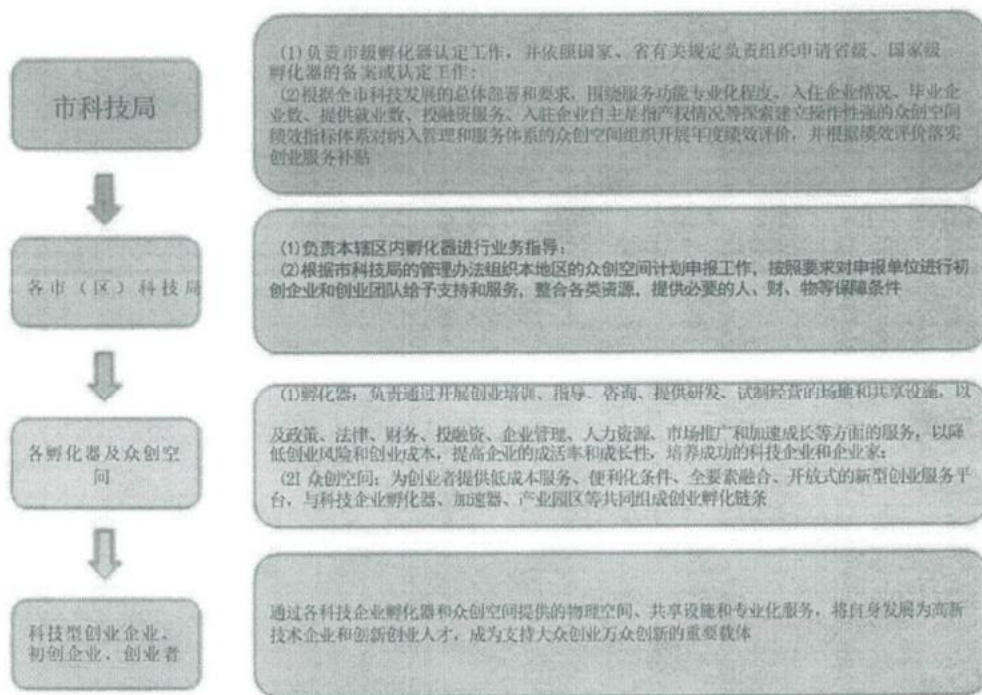 市科技局
(1)负责市级孵化器认定工作，并依照国家、省有关规定负责组织申请省级、国家级
孵化器的备案或认定工作；
(2)根据全市科技发展的总体部署和要求，围绕服务功能专业化程度、入住企业情况、毕业企
业数、提供就业数、投融资服务、入驻企业自主是指产权情况等探索建立操作性强的众创空间
绩效指标体系对纳入管理和服务体系的众创空间组织开展年度绩效评价，并根据绩效评价落实
创业服务补贴
各市（区）科技局
(1)负责本辖区内孵化器进行业务指导；
(2)根据市科技局的管理办法组织本地区的众创空间计划申报工作，按照要求对申报单位进行初
创企业和创业团队给予支持和服务，整合各类资源，提供必要的人、财、物等保障条件
各孵化器及众创空
间
(1)孵化器：负责通过开展创业培训、指导、咨询、提供研发、试制经营的场地和共享设施，以
及政策、法律、财务、投融资、企业管理、人力资源、市场推广和加速成长等方面的服务，以降
低创业风险和创业成本，提高企业的成活率和成长性，培养成功的科技企业和企业家；
(2I 众创空间：为创业者提供低成本服务、便利化条件、全要素融合、开放式的新型创业服务平
台，与科技企业孵化器、加速器、产业园区等共同组成创业孵化链条
科技型创业企业、
初创企业、创业者
通过各科技企业孵化器和众创空间提供的物理空间、共享设施和专业化服务，将自身发展为高新
技术企业和创新创业人才，成为支持大众创业万众创新的重要载体